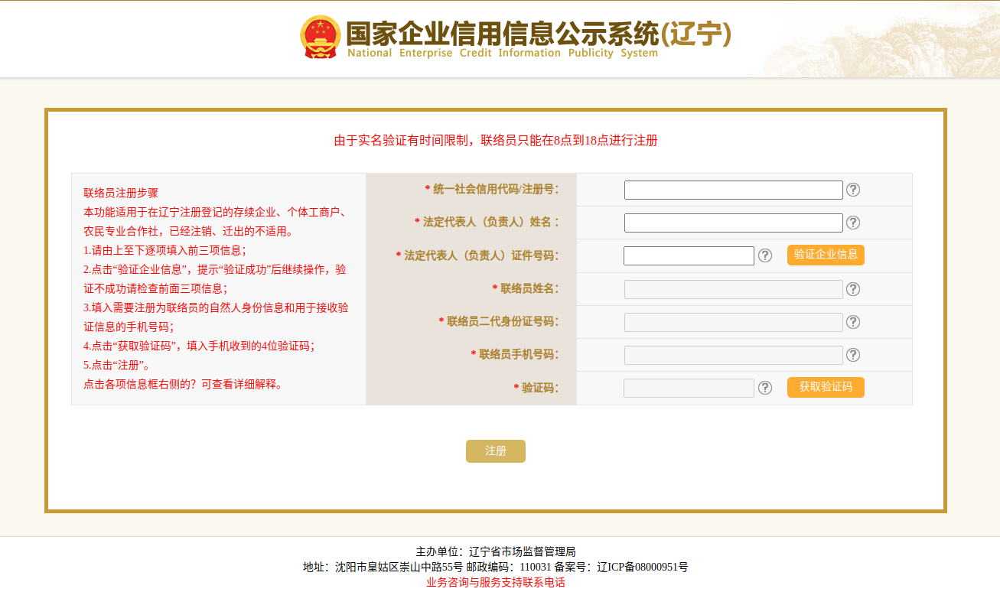 国家企业信用信息公示系统(辽宁)
National Enterprise Credit Information Publicity System
由于实名验证有时间限制，联络员只能在8点到18点进行注册
联络员注册步骤
本功能适用于在辽宁注册登记的存续企业、个体工商户、
农民专业合作社，已经注销、迁出的不适用。
1.请由上至下逐项填入前三项信息；
2.点击“验证企业信息”，提示“验证成功”后继续操作，验
证不成功请检查前面三项信息；
3.填入需要注册为联络员的自然人身份信息和用于接收验
证信息的手机号码；
4.点击“获取验证码”，填入手机收到的4位验证码；
5.点击“注册”。
点击各项信息框右侧的？可查看详细解释。
* 统一社会信用代码/注册号：
* 法定代表人（负责人）姓名 ：
* 法定代表人（负责人）证件号码：
验证企业信息
* 联络员姓名：
* 联络员二代身份证号码：
* 联络员手机号码：
* 验证码：
获取验证码
注册
主办单位：辽宁省市场监督管理局
地址：沈阳市皇姑区崇山中路55号 邮政编码：110031 备案号：辽ICP备08000951号
业务咨询与服务支持联系电话